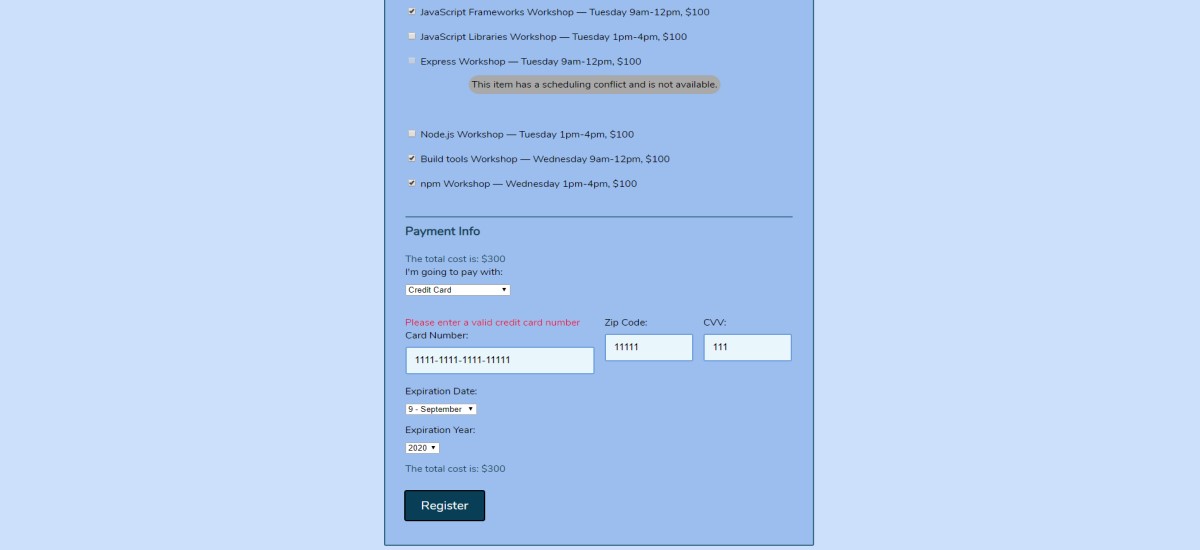 JavaScript Frameworks Workshop — Tuesday 9am-12pm, $100
JavaScript Libraries Workshop — Tuesday 1pm-4pm, $100
Express Workshop — Tuesday 9am-12pm, $100
This item has a scheduling conflict and is not available.
Node.js Workshop — Tuesday 1pm-4pm, $100
Build tools Workshop — Wednesday 9am-12pm, $100
npm Workshop — Wednesday 1pm-4pm, $100
Payment Info
The total cost is: $300
I'm going to pay with:
Credit Card
Please enter a valid credit card number
Card Number:
1111-1111-1111-11111
Zip Code:
11111
CVV:
111
Expiration Date:
9 - September
Expiration Year:
2020
The total cost is: $300
Register